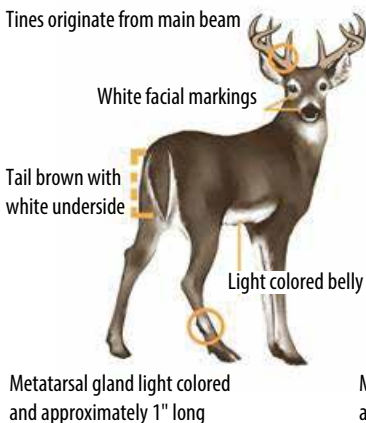 Tines originate from main beam
White facial markings
Tail brown with
white underside
Light colored belly
Metatarsal gland light colored
and approximately 1" long